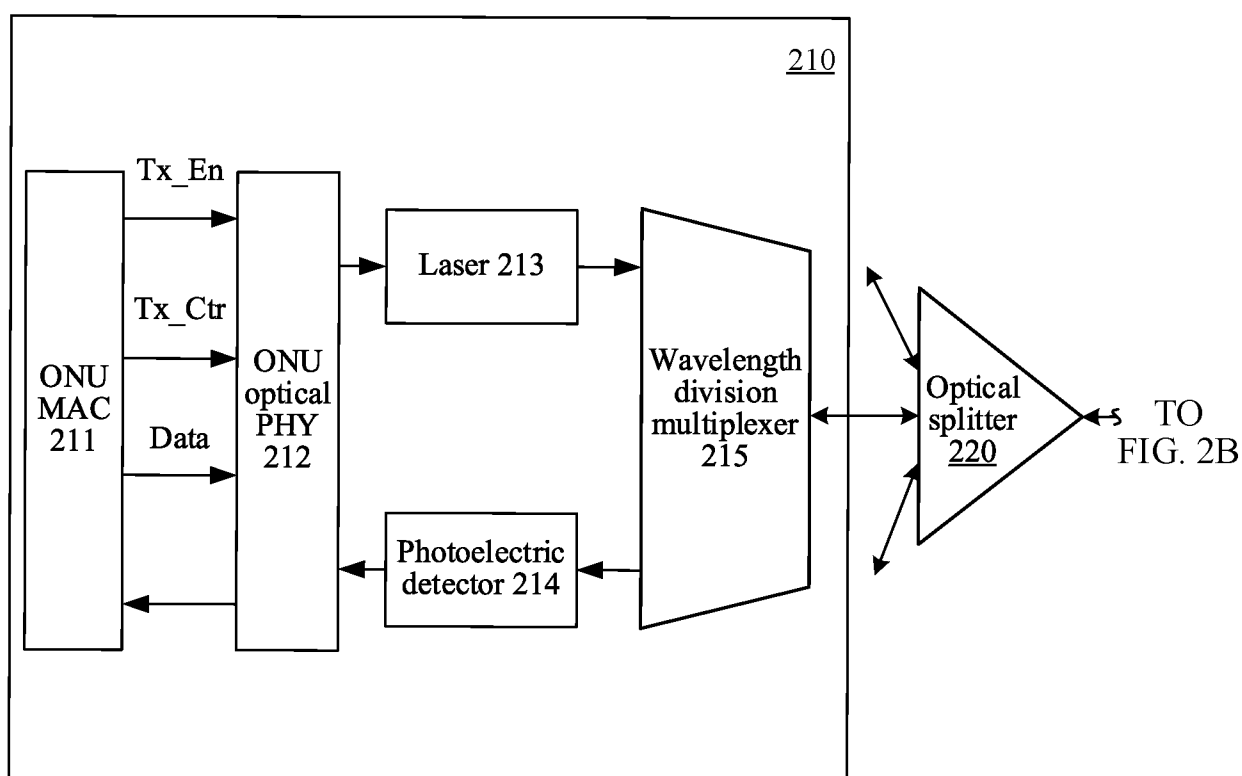 210
Tx_En
Tx_Ctr
Data
ONU
MAC
211
ONU
optical
PHY
212
Laser 213
Photoelectric
detector 214
Wavelength
division
multiplexer
215
Optical
splitter
220
TO
FIG. 2B